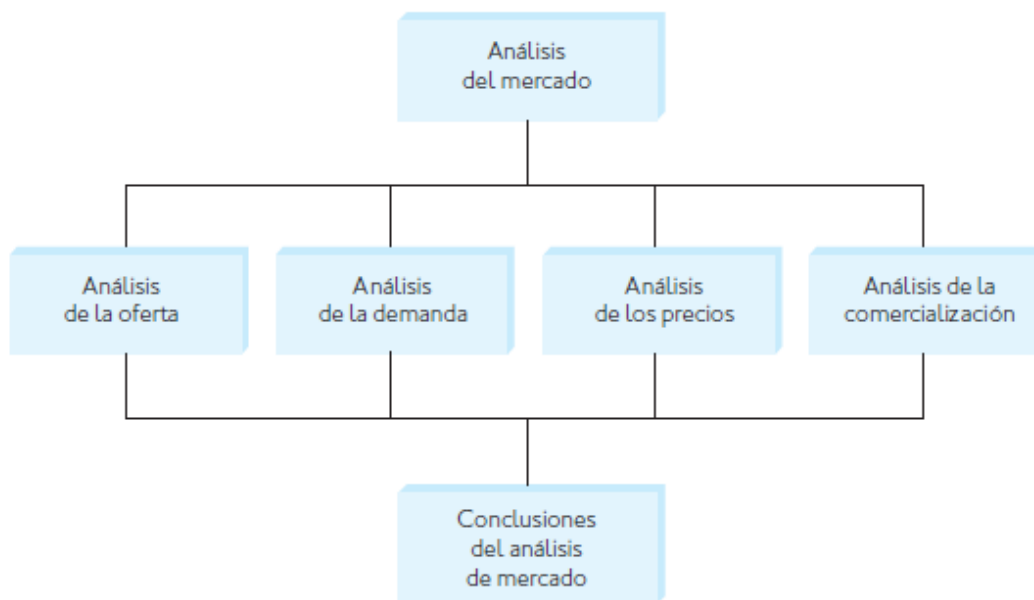 Análisis
del mercado
Análisis
de la oferta
Análisis
de la demanda
Análisis
de los precios
Análisis de la
comercialización
Conclusiones
del análisis
de mercado